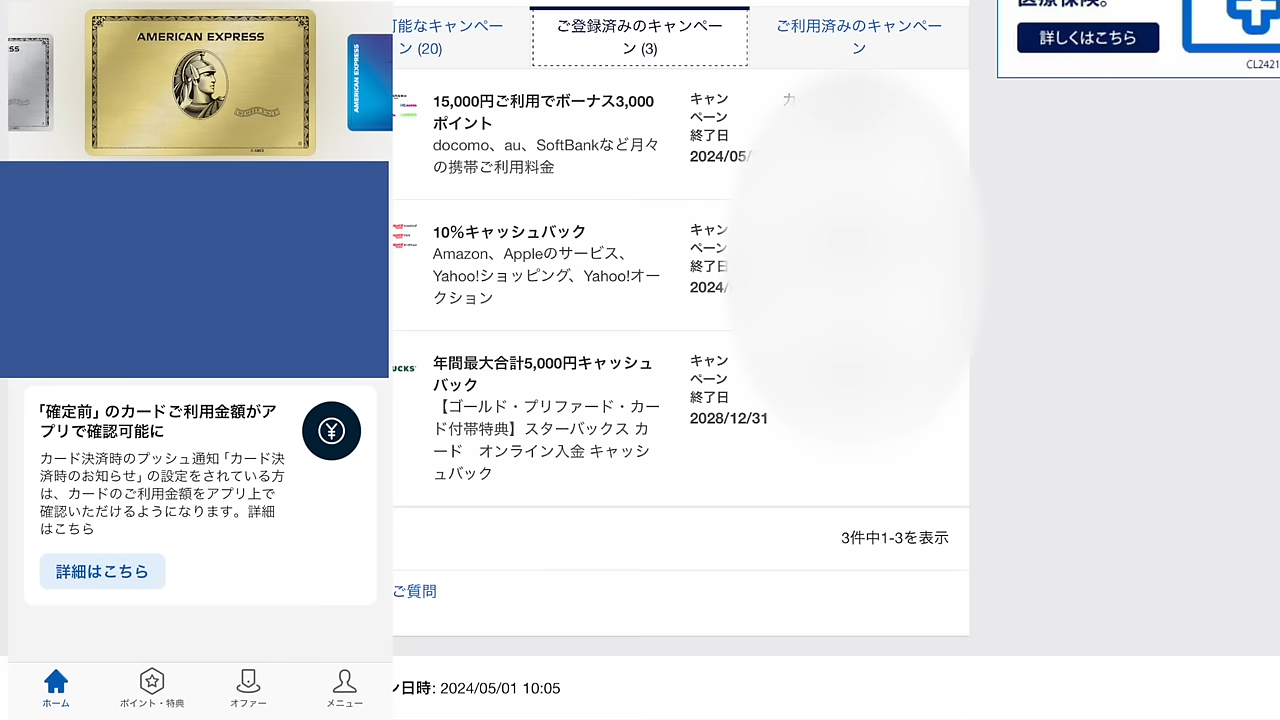 AMERICAN EXPRESS
AMERICAN EXPRESS
「確定前」のカードご利用金額がア
プリで確認可能に
カード決済時のプッシュ通知「カード決
済時のお知らせ」の設定をされている方
は、カードのご利用金額をアプリ上で
確認いただけるようになります。詳細
はこちら
詳細はこちら
ホーム
ポイント・特典
オファー
メニュー
可能なキャンペー
ン (20)
ご登録済みのキャンペー
ン (3)
ご利用済みのキャンペー
ン
15,000円ご利用でボーナス3,000
ポイント
docomo、au、SoftBankなど月々
の携帯ご利用料金
キャン
ペーン
終了日
2024/05/
10%キャッシュバック
Amazon、Appleのサービス、
Yahoo!ショッピング、Yahoo!オー
クション
キャン
ペーン
終了日
2024/
UCKS
年間最大合計5,000円キャッシュ
バック
【ゴールド・プリファード・カー
ド付帯特典】スターバックス カ
ード オンライン入金 キャッシ
ュバック
キャン
ペーン
終了日
2028/12/31
3件中1-3を表示
ご質問
ン日時: 2024/05/01 10:05
医療保険。
詳しくはこちら
CL2421